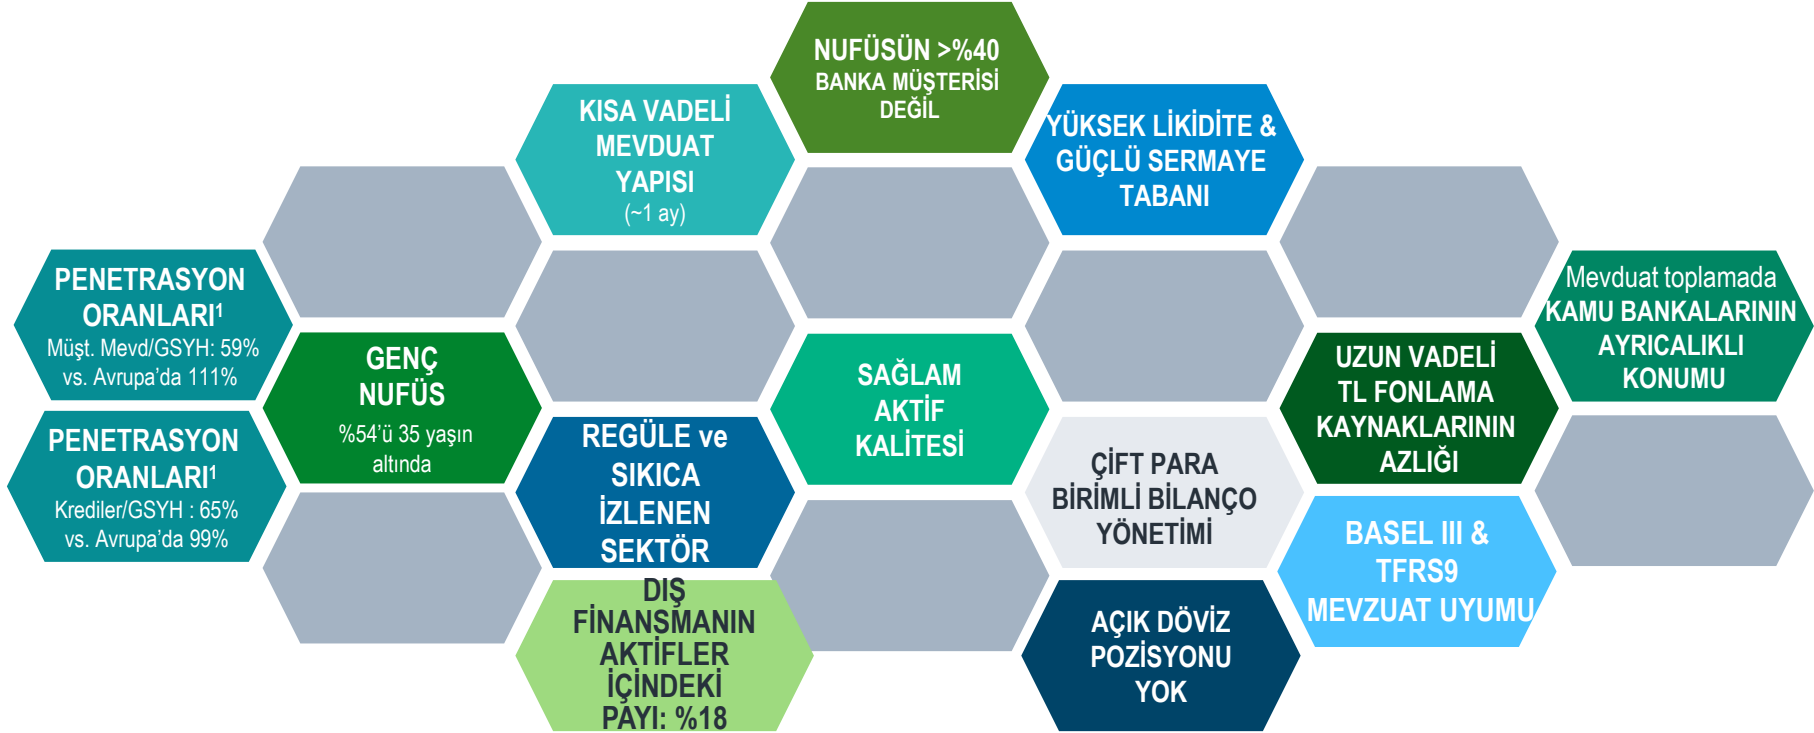 NUFÜSÜN >%40
BANKA MÜŞTERİSİ
DEĞİL
KISA VADELİ
MEVDUAT
YAPISI
(~1 ay)
YÜKSEK LİKİDİTE &
GÜÇLÜ SERMAYE
TABANI
PENETRASYON
ORANLARI¹
Müşt. Mevd/GSYH: 59%
vs. Avrupa’da 111%
Mevduat toplamada
KAMU BANKALARININ
AYRICALIKLI
KONUMU
GENÇ
NUFÜS
%54’ü 35 yaşın
altında
SAĞLAM
AKTİF
KALİTESİ
UZUN VADELİ
TL FONLAMA
KAYNAKLARININ
AZLIĞI
PENETRASYON
ORANLARI¹
Krediler/GSYH : 65%
vs. Avrupa’da 99%
REGÜLE ve
SIKICA
İZLENEN
SEKTÖR
ÇİFT PARA
BİRİMLİ BİLANÇO
YÖNETİMİ
BASEL III &
TFRS9
MEVZUAT UYUMU
DIŞ
FİNANSMANIN
AKTİFLER
İÇİNDEKİ
PAYI: %18
AÇIK DÖVİZ
POZİSYONU
YOK